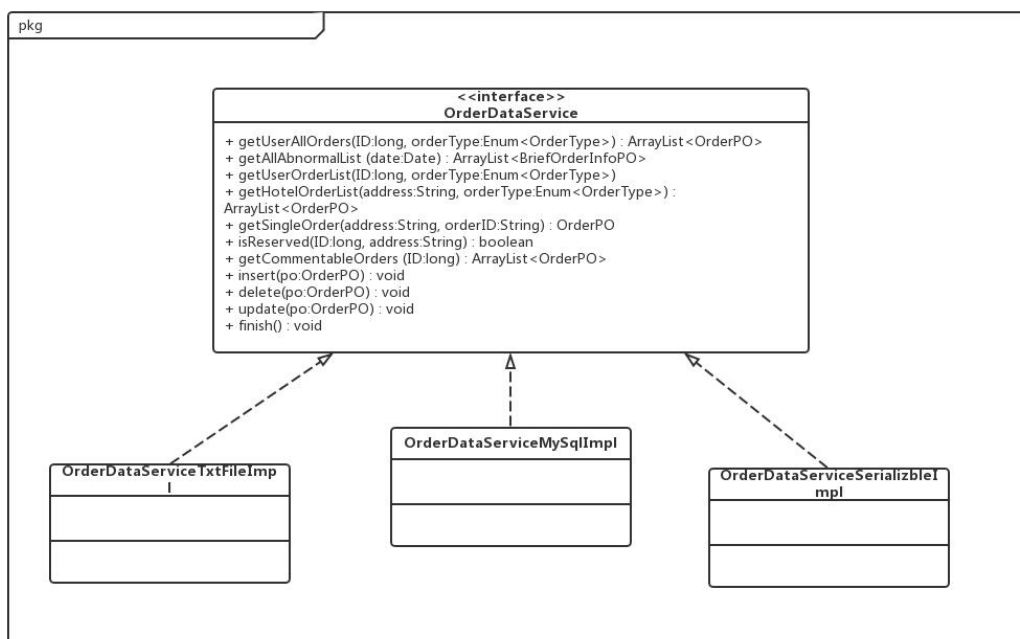 pkg
<<interface>>
OrderDataService
+ getUserAllOrders(ID:long, orderType:Enum<OrderType>) : ArrayList<OrderPO>
+ getAllAbnormalList (date:Date) : ArrayList<BriefOrderInfoPO>
+ getUserOrderList(ID:long, orderType:Enum<OrderType>)
+ getHotelOrderList(address:String, orderType:Enum<OrderType>) :
ArrayList<OrderPO>
+ getSingleOrder(address:String, orderID:String) : OrderPO
+ isReserved(ID:long, address:String) : boolean
+ getCommentableOrders (ID:long) : ArrayList<OrderPO>
+ insert(po:OrderPO) : void
+ delete(po:OrderPO) : void
+ update(po:OrderPO) : void
+ finish() : void
OrderDataServiceTxtFileImp
l
OrderDataServiceMySqlImpl
OrderDataServiceSerializbleI
mpl